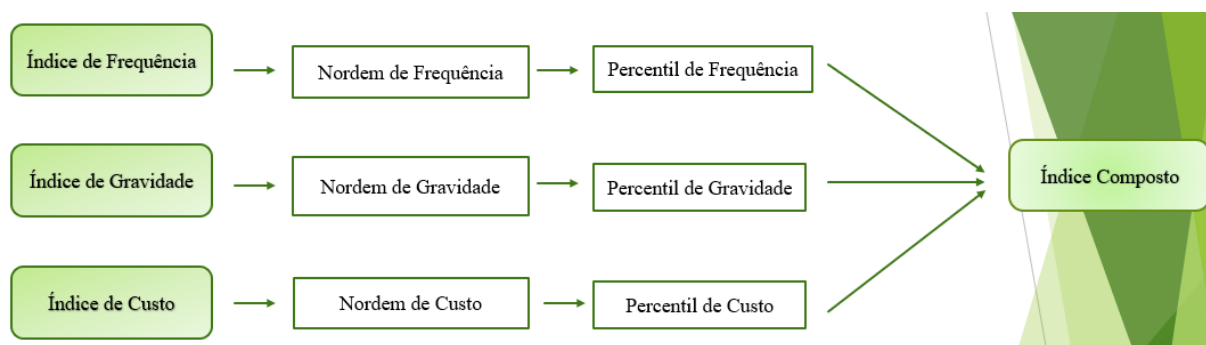 Índice de Frequência
Nordem de Frequência
Percentil de Frequência
Índice de Gravidade
Nordem de Gravidade
Percentil de Gravidade
Índice Composto
Índice de Custo
Nordem de Custo
Percentil de Custo